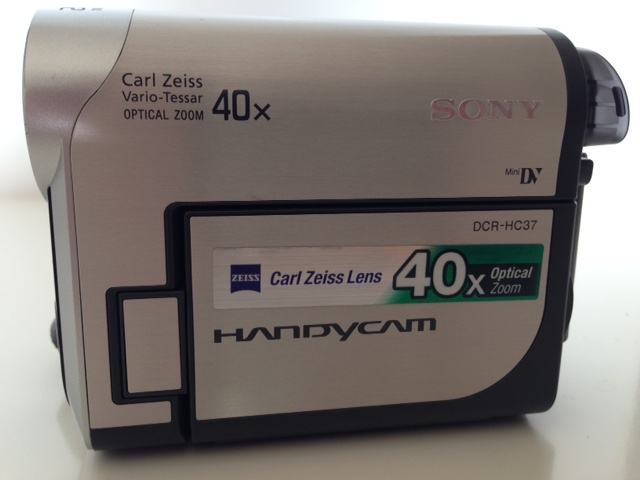 Carl Zeiss
Vario-Tessar
OPTICAL ZOOM 40x
SONY
Mini DV
DCR-HC37
ZEISS Carl Zeiss Lens 40x Optical Zoom
HANDYCAM